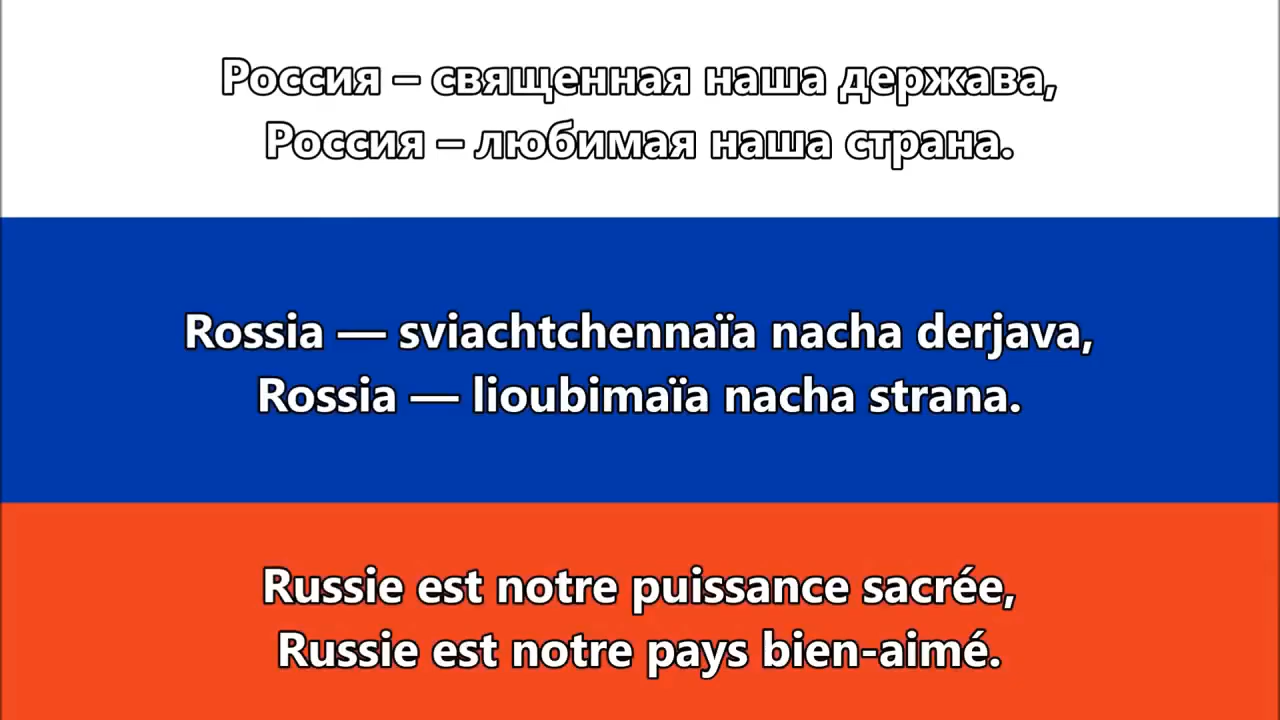 Россия – священная наша держава,
Россия – любимая наша страна.
Rossia — sviachtchennaïa nacha derjava,
Rossia — lioubimaïa nacha strana.
Russie est notre puissance sacrée,
Russie est notre pays bien-aimé.